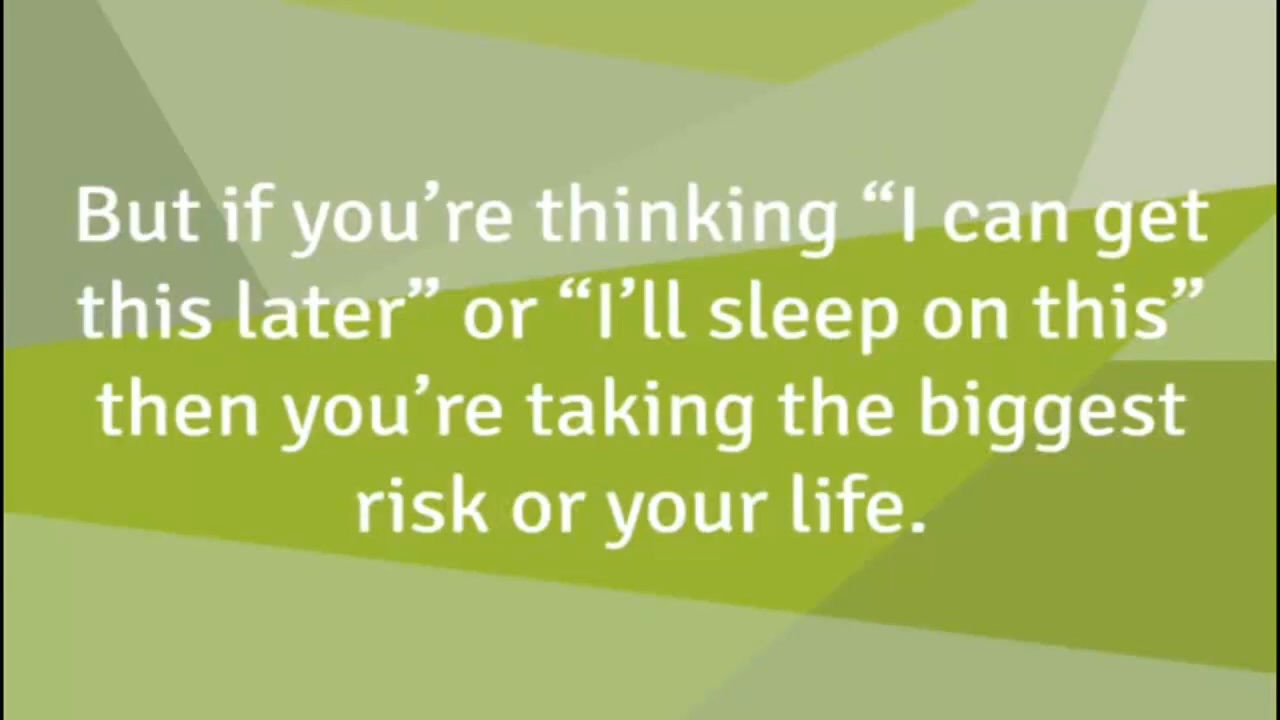 But if you’re thinking “I can get
this later” or “I’ll sleep on this”
then you’re taking the biggest
risk or your life.